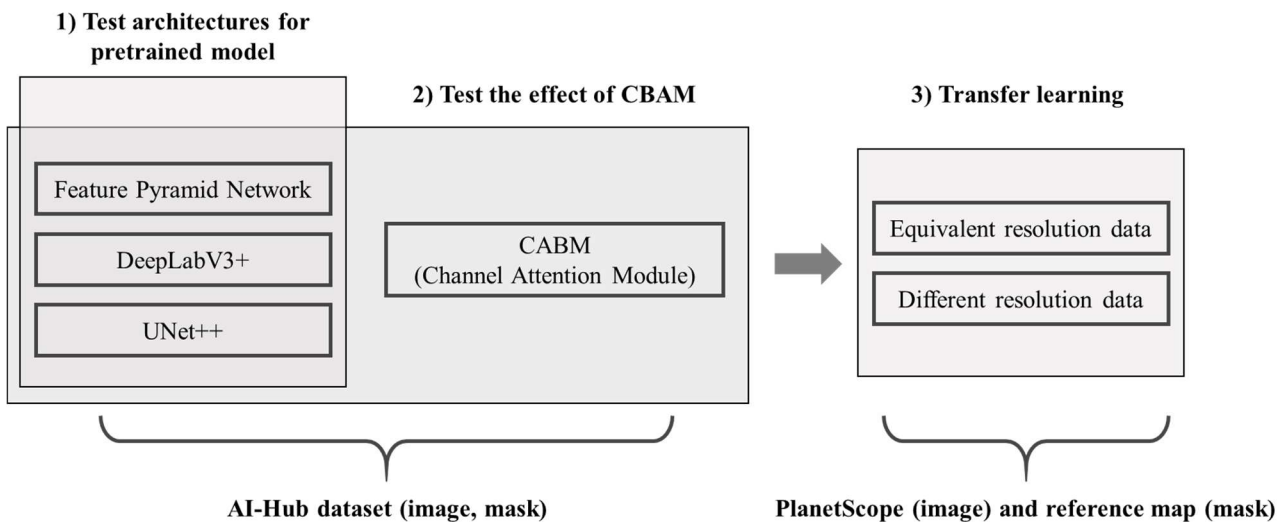 1) Test architectures for
pretrained model
2) Test the effect of CBAM
3) Transfer learning
Feature Pyramid Network
DeepLabV3+
UNet++
CABM
(Channel Attention Module)
Equivalent resolution data
Different resolution data
AI-Hub dataset (image, mask)
PlanetScope (image) and reference map (mask)